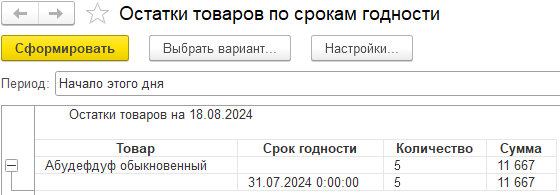 Остатки товаров по срокам годности
Сформировать Выбрать вариант... Настройки...
Период: Начало этого дня
Остатки товаров на 18.08.2024
Товар Срок годности Количество Сумма
Абудефдуф обыкновенный 5 11 667
31.07.2024 0:00:00 5 11 667